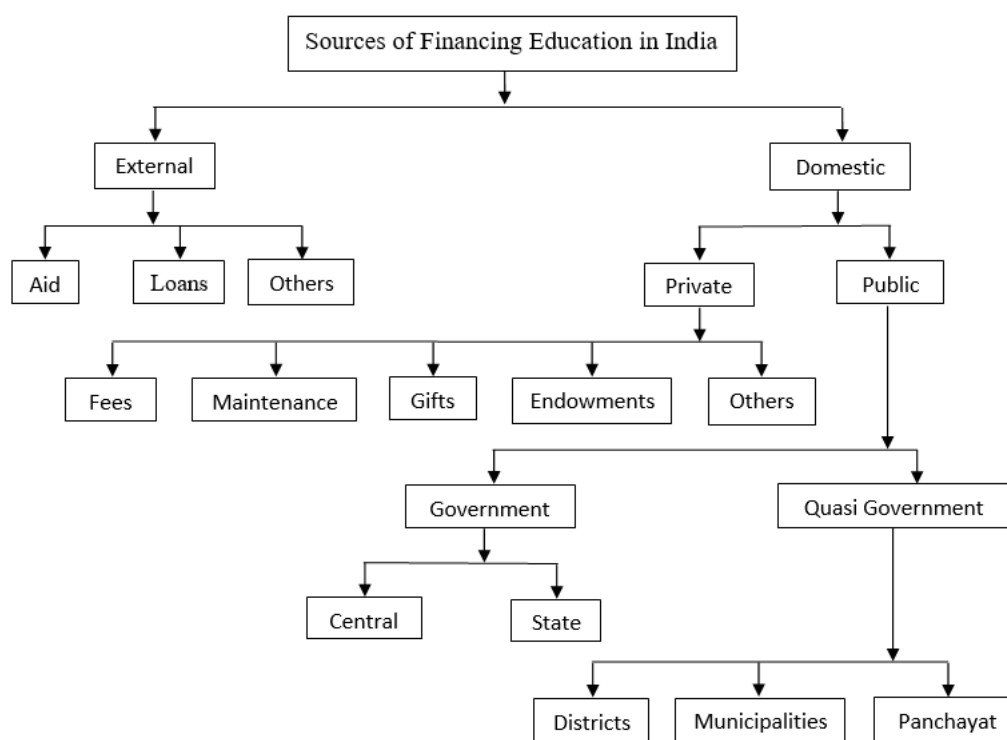 Sources of Financing Education in India
External
Domestic
Aid
Loans
Others
Private
Public
Fees
Maintenance
Gifts
Endowments
Others
Government
Quasi Government
Central
State
Districts
Municipalities
Panchayat